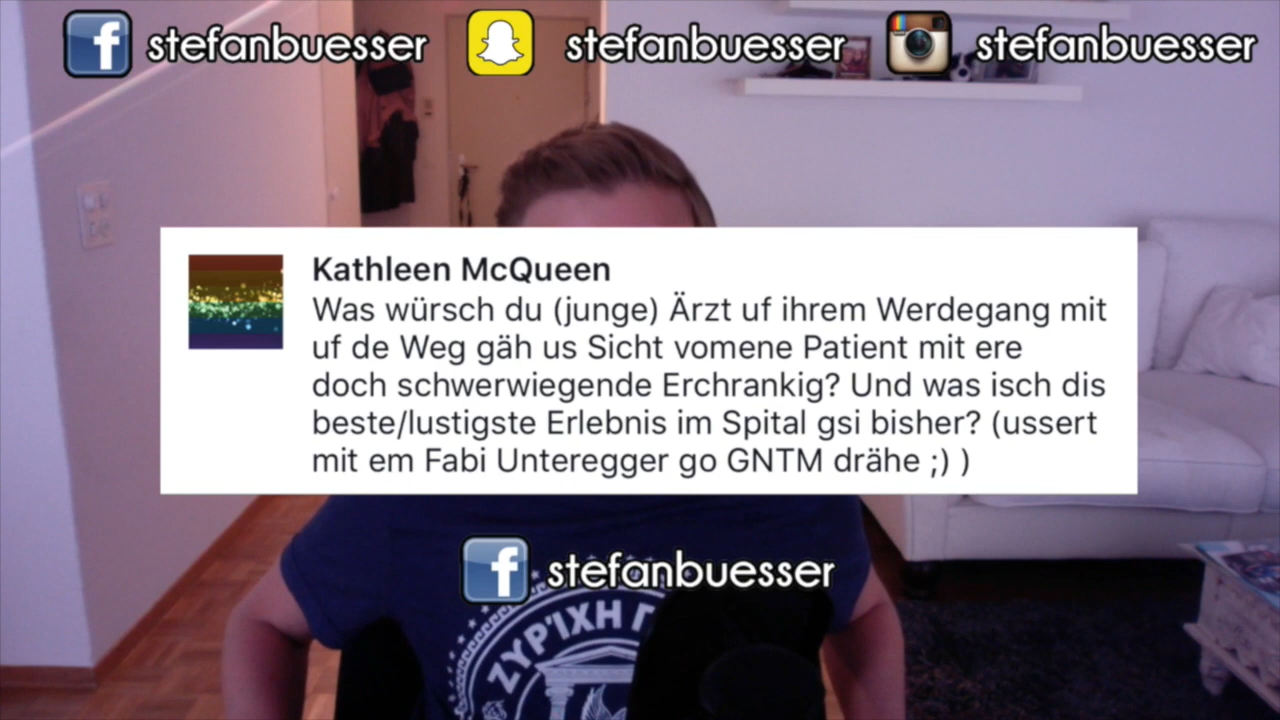 stefanbuesser stefanbuesser stefanbuesser
Kathleen McQueen
Was würsch du (junge) Ärzt uf ihrem Werdegang mit
uf de Weg gäh us Sicht vomene Patient mit ere
doch schwerwiegende Erchrankig? Und was isch dis
beste/lustigste Erlebnis im Spital gsi bisher? (ussert
mit em Fabi Unteregger go GNTM drähe ;) )
stefanbuesser
ΖΥΡΊΧΗ